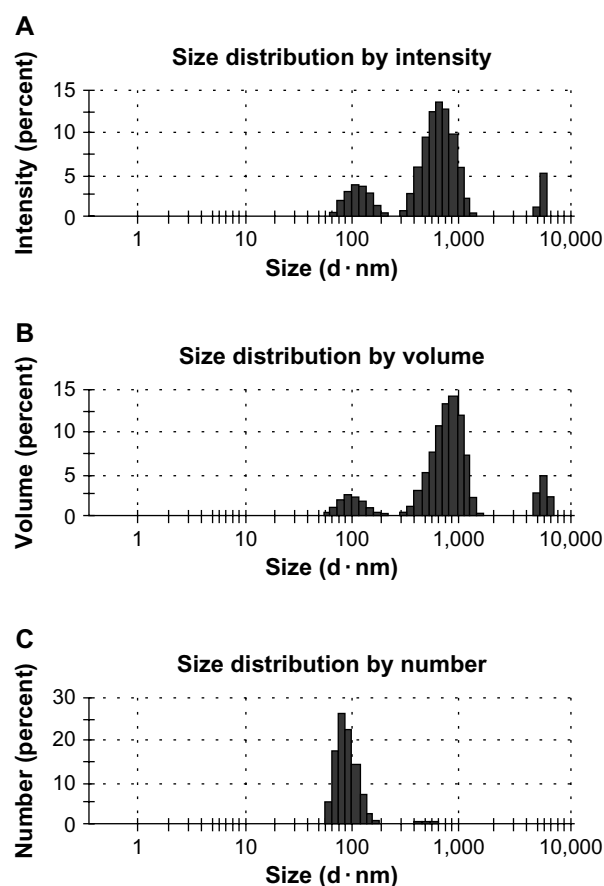 A
Size distribution by intensity
Intensity (percent)
15
10
5
0
1 10 100 1,000 10,000
Size (d·nm)
B
Size distribution by volume
Volume (percent)
15
10
5
0
1 10 100 1,000 10,000
Size (d·nm)
C
Size distribution by number
Number (percent)
30
20
10
0
1 10 100 1,000 10,000
Size (d·nm)